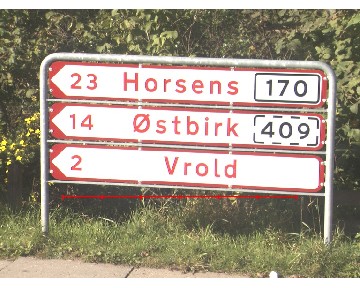 23 Horsens 170
14 Østbirk 409
2 Vrold